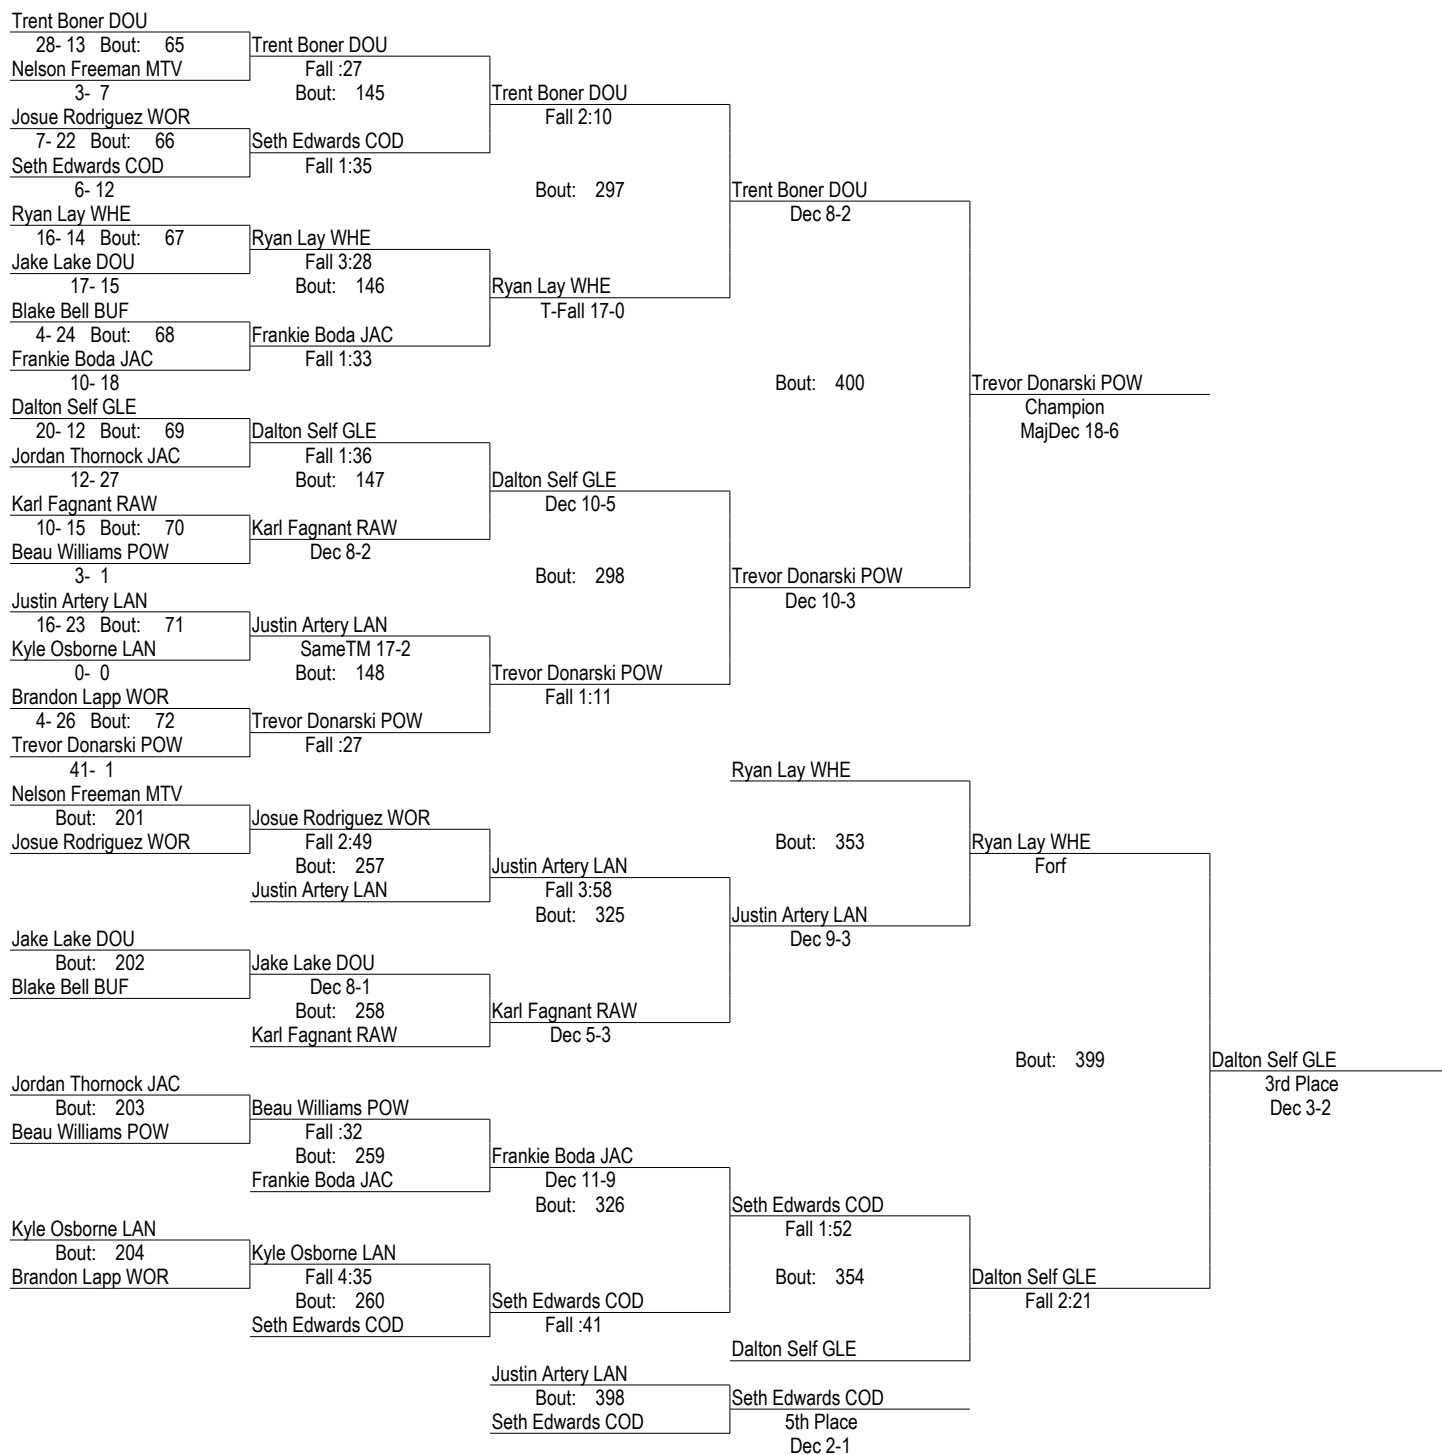 Trent Boner DOU
28- 13 Bout: 65
Nelson Freeman MTV
3- 7
Josue Rodriguez WOR
7- 22 Bout: 66
Seth Edwards COD
6- 12
Ryan Lay WHE
16- 14 Bout: 67
Jake Lake DOU
17- 15
Blake Bell BUF
4- 24 Bout: 68
Frankie Boda JAC
10- 18
Dalton Self GLE
20- 12 Bout: 69
Jordan Thornock JAC
12- 27
Karl Fagnant RAW
10- 15 Bout: 70
Beau Williams POW
3- 1
Justin Artery LAN
16- 23 Bout: 71
Kyle Osborne LAN
0- 0
Brandon Lapp WOR
4- 26 Bout: 72
Trevor Donarski POW
41- 1
Trent Boner DOU
Fall :27
Bout: 145
Seth Edwards COD
Fall 1:35
Ryan Lay WHE
Fall 3:28
Bout: 146
Frankie Boda JAC
Fall 1:33
Dalton Self GLE
Fall 1:36
Bout: 147
Karl Fagnant RAW
Dec 8-2
Justin Artery LAN
SameTM 17-2
Bout: 148
Trevor Donarski POW
Fall :27
Trent Boner DOU
Fall 2:10
Bout: 297
Ryan Lay WHE
T-Fall 17-0
Dalton Self GLE
Dec 10-5
Bout: 298
Trevor Donarski POW
Fall 1:11
Trent Boner DOU
Dec 8-2
Bout: 400
Trevor Donarski POW
Dec 10-3
Trevor Donarski POW
Champion
MajDec 18-6
Nelson Freeman MTV
Bout: 201
Josue Rodriguez WOR
Jake Lake DOU
Bout: 202
Blake Bell BUF
Jordan Thornock JAC
Bout: 203
Beau Williams POW
Kyle Osborne LAN
Bout: 204
Brandon Lapp WOR
Josue Rodriguez WOR
Fall 2:49
Bout: 257
Justin Artery LAN
Jake Lake DOU
Dec 8-1
Bout: 258
Karl Fagnant RAW
Beau Williams POW
Fall :32
Bout: 259
Frankie Boda JAC
Kyle Osborne LAN
Fall 4:35
Bout: 260
Seth Edwards COD
Justin Artery LAN
Fall 3:58
Bout: 325
Karl Fagnant RAW
Dec 5-3
Frankie Boda JAC
Dec 11-9
Bout: 326
Seth Edwards COD
Fall :41
Ryan Lay WHE
Bout: 353
Justin Artery LAN
Dec 9-3
Seth Edwards COD
Fall 1:52
Bout: 354
Dalton Self GLE
Ryan Lay WHE
Forf
Bout: 399
Dalton Self GLE
Fall 2:21
Dalton Self GLE
3rd Place
Dec 3-2
Justin Artery LAN
Bout: 398
Seth Edwards COD
Seth Edwards COD
5th Place
Dec 2-1